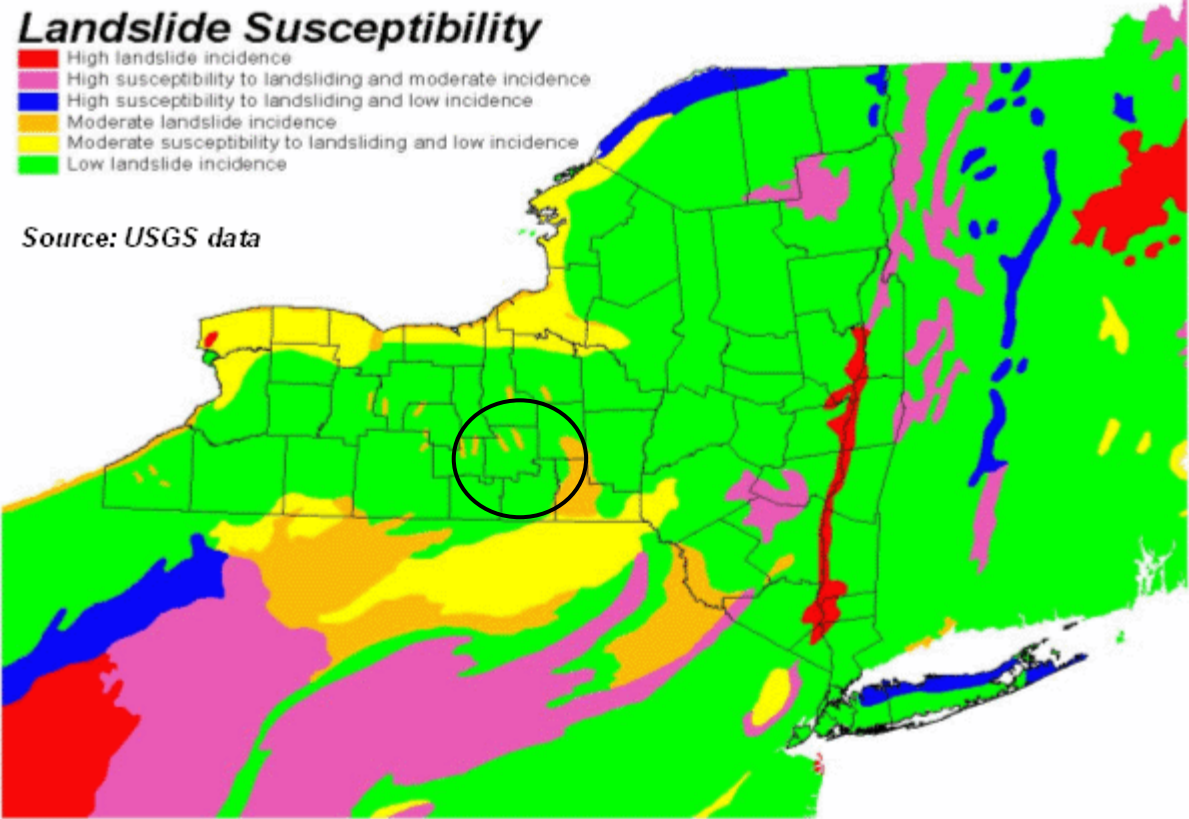 Landslide Susceptibility
High landslide incidence
High susceptibility to landsliding and moderate incidence
High susceptibility to landsliding and low incidence
Moderate landslide incidence
Moderate susceptibility to landsliding and low incidence
Low landslide incidence
Source: USGS data